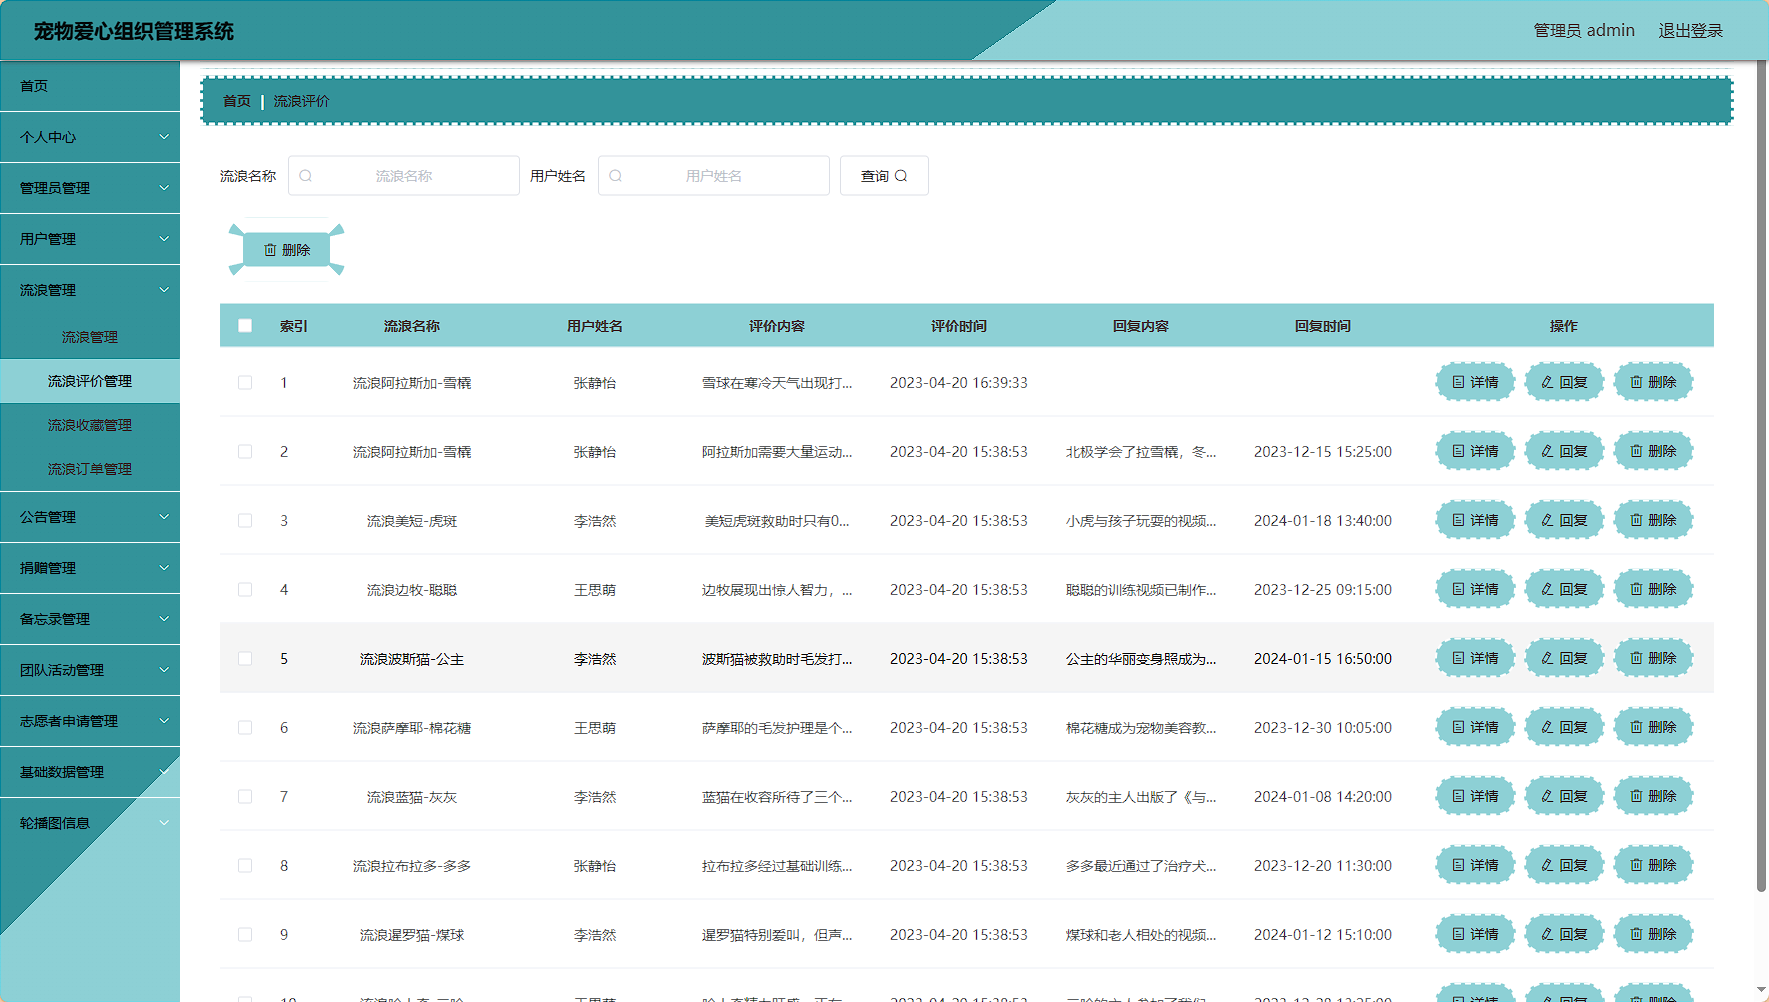 宠物爱心组织管理系统
管理员 admin 退出登录
首页
个人中心
管理员管理
用户管理
流浪管理
流浪管理
流浪评价管理
流浪收藏管理
流浪订单管理
公告管理
捐赠管理
备忘录管理
团队活动管理
志愿者申请管理
基础数据管理
轮播图信息
首页 | 流浪评价
流浪名称 流浪名称 用户姓名 用户姓名 查询
删除
索引 流浪名称 用户姓名 评价内容 评价时间 回复内容 回复时间 操作
1 流浪阿拉斯加-雪橇 张静怡 雪球在寒冷天气出现打... 2023-04-20 16:39:33 详情 回复 删除
2 流浪阿拉斯加-雪橇 张静怡 阿拉斯加需要大量运动... 2023-04-20 15:38:53 北极学会了拉雪橇，冬... 2023-12-15 15:25:00 详情 回复 删除
3 流浪美短-虎斑 李浩然 美短虎斑救助时只有0... 2023-04-20 15:38:53 小虎与孩子玩耍的视频... 2024-01-18 13:40:00 详情 回复 删除
4 流浪边牧-聪聪 王思萌 边牧展现出惊人智力，... 2023-04-20 15:38:53 聪聪的训练视频已制作... 2023-12-25 09:15:00 详情 回复 删除
5 流浪波斯猫-公主 李浩然 波斯猫被救助时毛发打... 2023-04-20 15:38:53 公主的华丽变身照成为... 2024-01-15 16:50:00 详情 回复 删除
6 流浪萨摩耶-棉花糖 王思萌 萨摩耶的毛发护理是个... 2023-04-20 15:38:53 棉花糖成为宠物美容教... 2023-12-30 10:05:00 详情 回复 删除
7 流浪蓝猫-灰灰 李浩然 蓝猫在收容所待了三个... 2023-04-20 15:38:53 灰灰的主人出版了《与... 2024-01-08 14:20:00 详情 回复 删除
8 流浪拉布拉多-多多 张静怡 拉布拉多经过基础训练... 2023-04-20 15:38:53 多多最近通过了治疗犬... 2023-12-20 11:30:00 详情 回复 删除
9 流浪暹罗猫-煤球 李浩然 暹罗猫特别爱叫，但声... 2023-04-20 15:38:53 煤球和老人相处的视频... 2024-01-12 15:10:00 详情 回复 删除